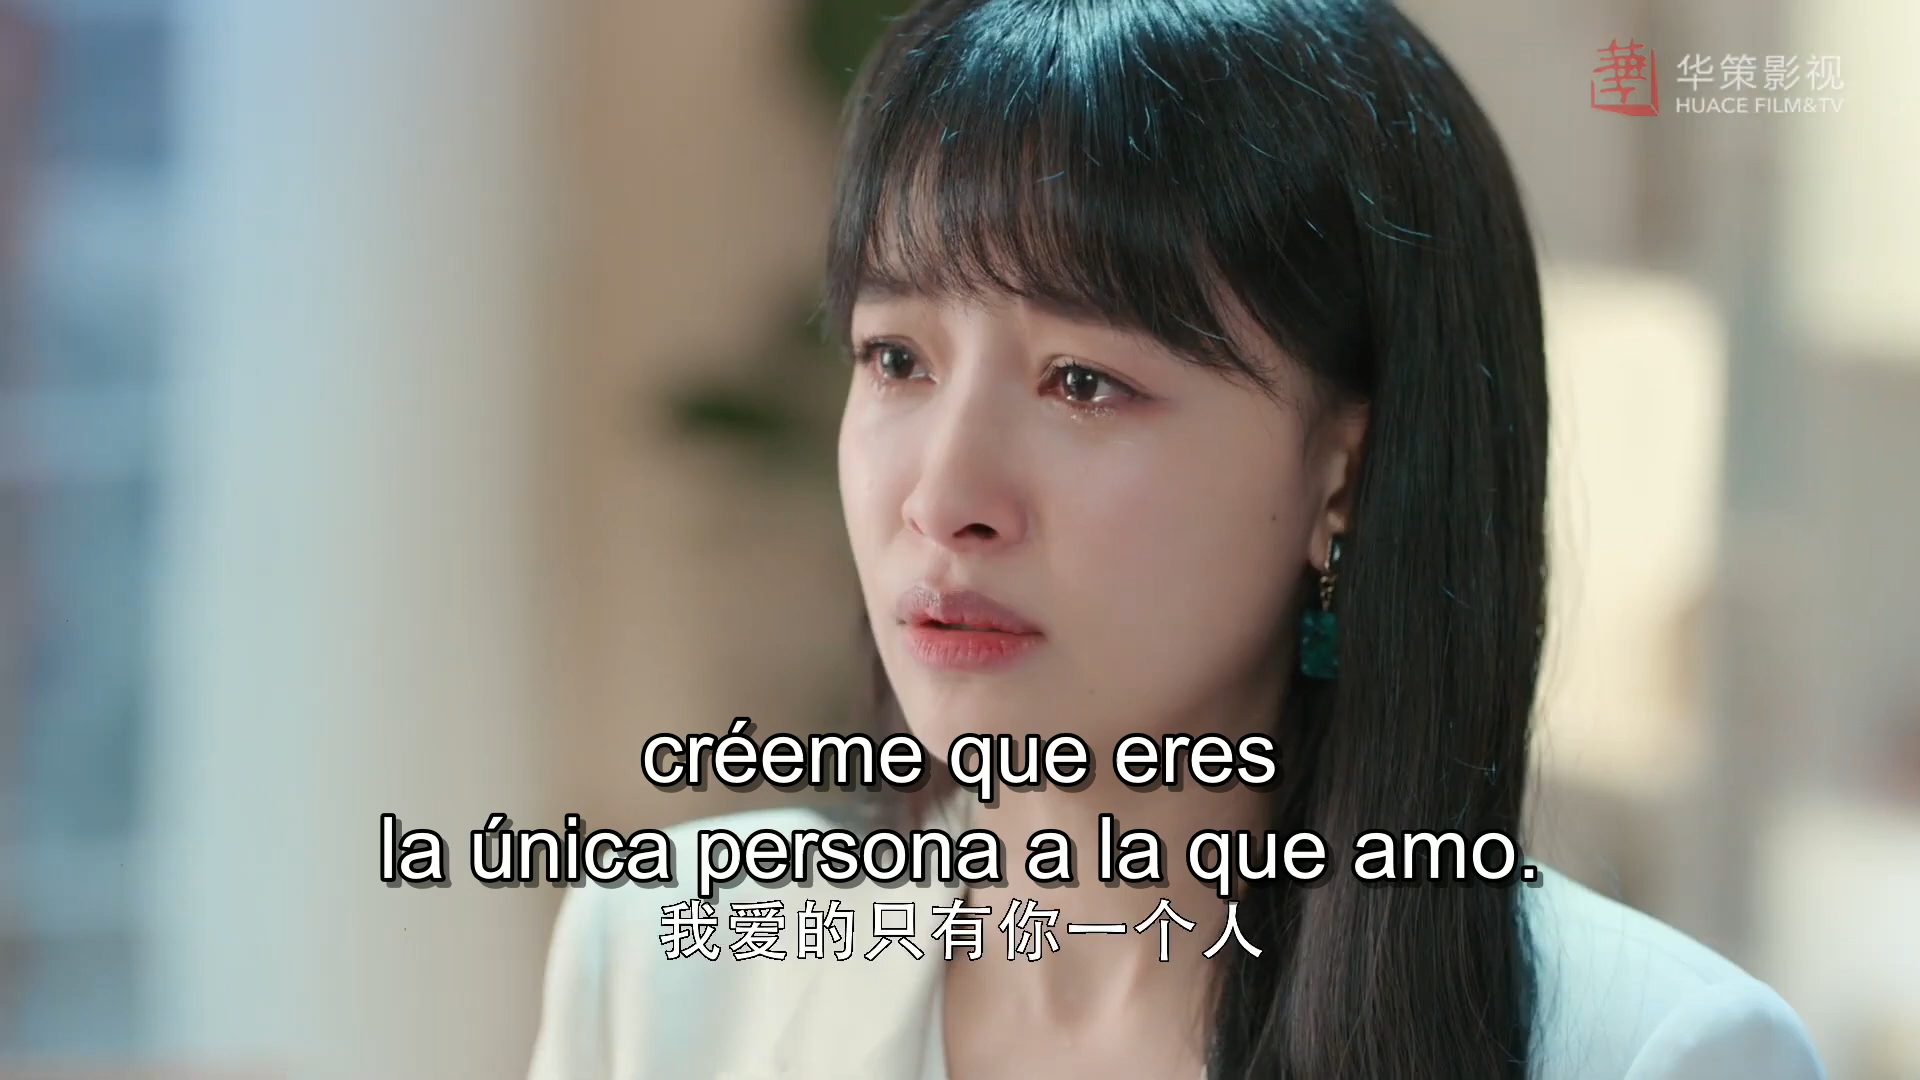 華
华策影视
HUACE FILM&TV
créeme que eres
la única persona a la que amo.
我爱的只有你一个人